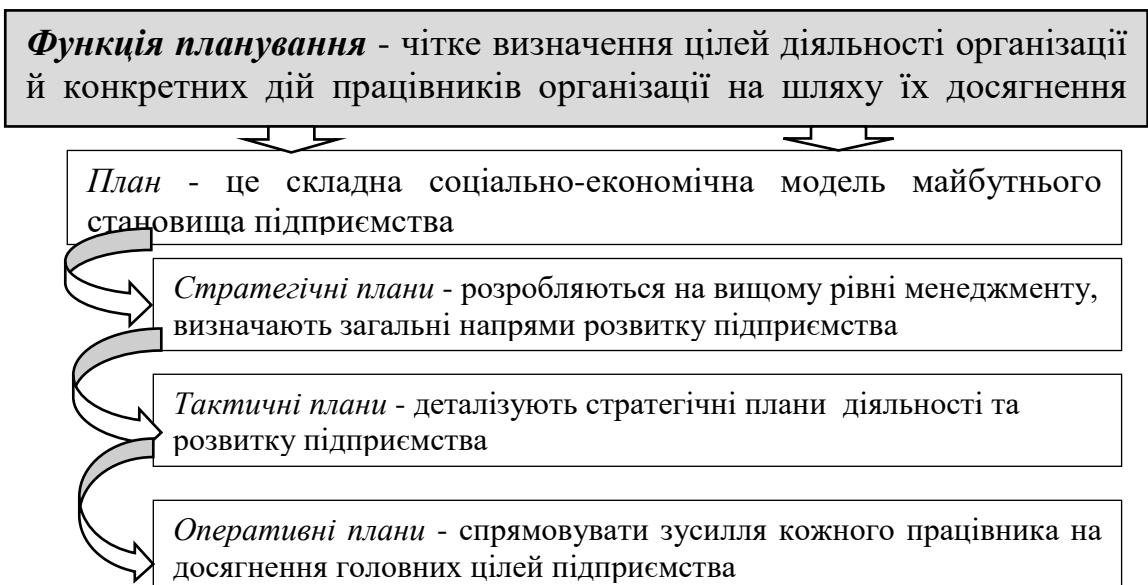 Функція планування - чітке визначення цілей діяльності організації
й конкретних дій працівників організації на шляху їх досягнення
План - це складна соціально-економічна модель майбутнього
становища підприємства
Стратегічні плани - розробляються на вищому рівні менеджменту,
визначають загальні напрями розвитку підприємства
Тактичні плани - деталізують стратегічні плани діяльності та
розвитку підприємства
Оперативні плани - спрямовувати зусилля кожного працівника на
досягнення головних цілей підприємства